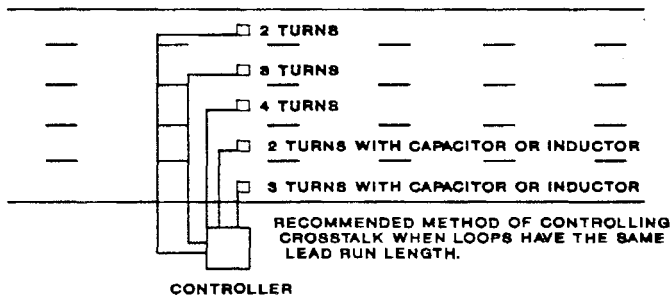 2 TURNS
3 TURNS
4 TURNS
2 TURNS WITH CAPACITOR OR INDUCTOR
3 TURNS WITH CAPACITOR OR INDUCTOR
RECOMMENDED METHOD OF CONTROLLING
CROSSTALK WHEN LOOPS HAVE THE SAME
LEAD RUN LENGTH.
CONTROLLER